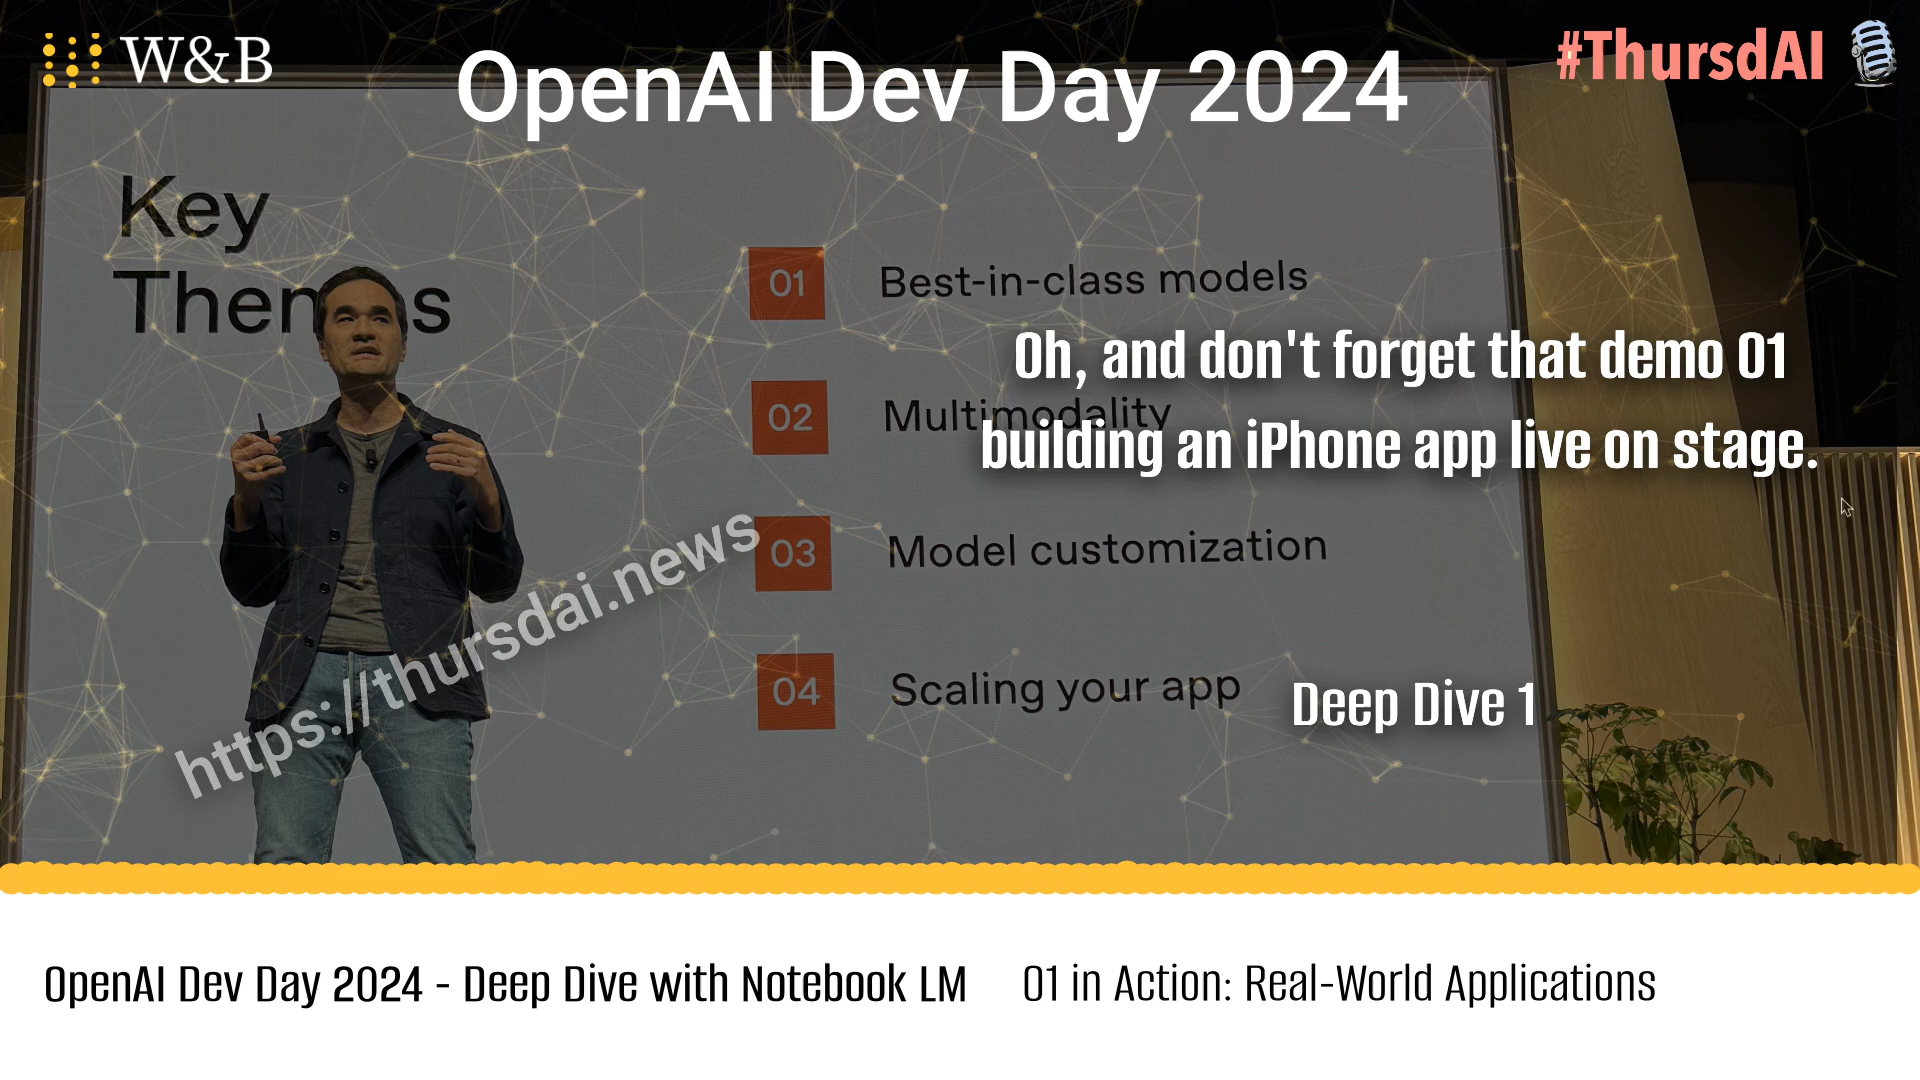 W&B
OpenAI Dev Day 2024
#ThursdAI
Key
Themes
01 Best-in-class models
02 Multimodality
03 Model customization
04 Scaling your app
Oh, and don't forget that demo O1
building an iPhone app live on stage.
https://thursdai.news
Deep Dive 1
OpenAI Dev Day 2024 - Deep Dive with Notebook LM
O1 in Action: Real-World Applications